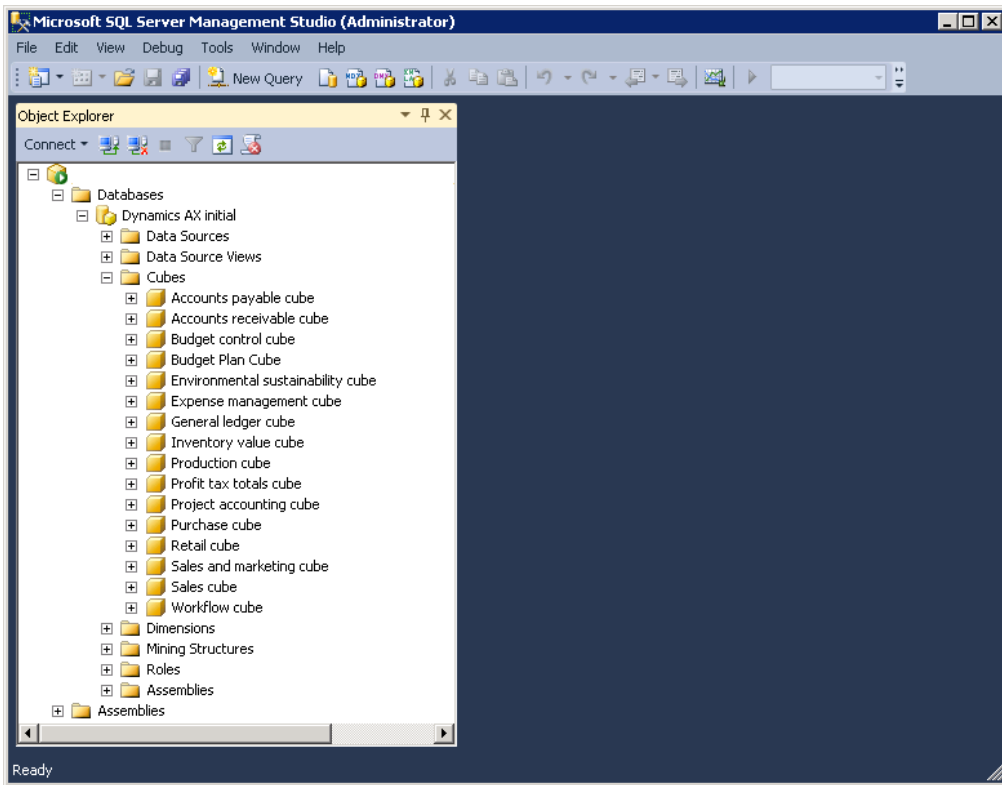 Microsoft SQL Server Management Studio (Administrator)
File Edit View Debug Tools Window Help
New Query
Object Explorer
Connect
Databases
Dynamics AX initial
Data Sources
Data Source Views
Cubes
Accounts payable cube
Accounts receivable cube
Budget control cube
Budget Plan Cube
Environmental sustainability cube
Expense management cube
General ledger cube
Inventory value cube
Production cube
Profit tax totals cube
Project accounting cube
Purchase cube
Retail cube
Sales and marketing cube
Sales cube
Workflow cube
Dimensions
Mining Structures
Roles
Assemblies
Assemblies
Ready